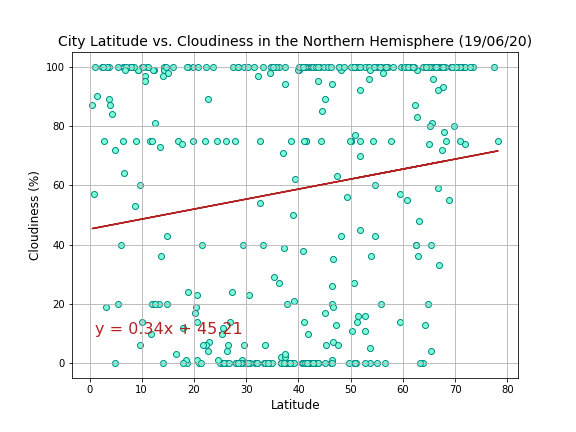 City Latitude vs. Cloudiness in the Northern Hemisphere (19/06/20)
100
80
60
40
20
0
Cloudiness (%)
y = 0.34x + 45.21
0 10 20 30 40 50 60 70 80
Latitude